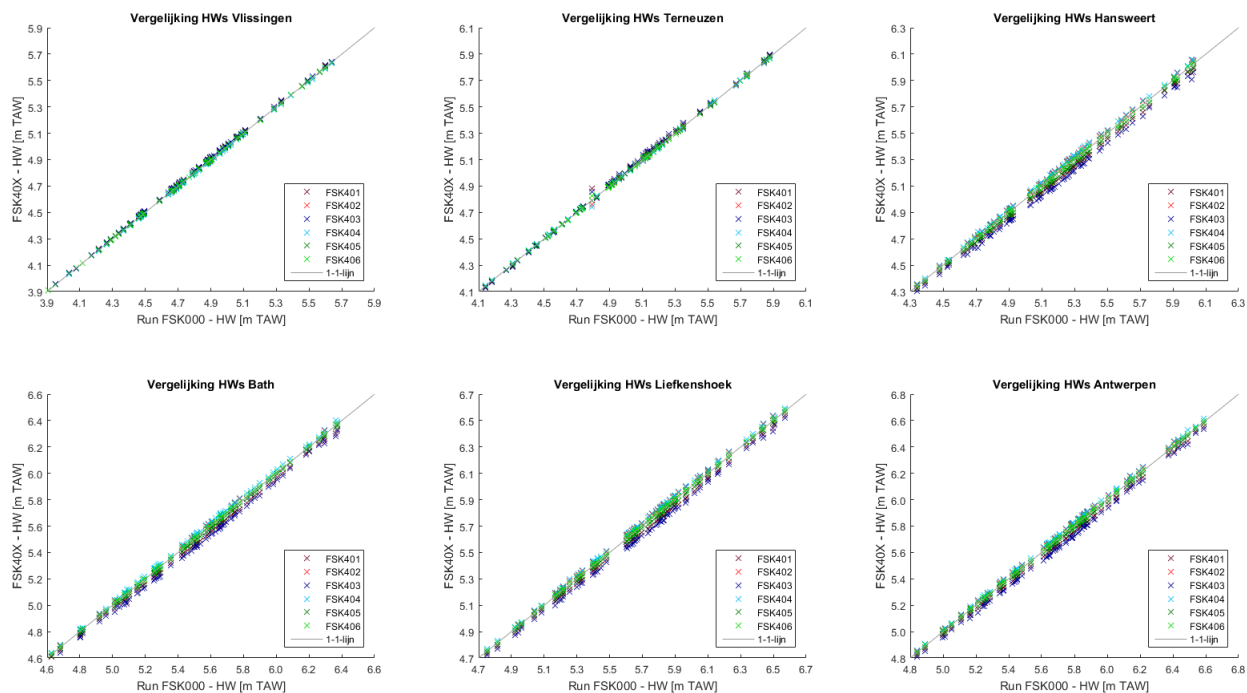 Vergelijking HWs Vlissingen
FSK40X - HW [m TAW]
5.9
5.7
5.5
5.3
5.1
4.9
4.7
4.5
4.3
4.1
3.9
FSK401
FSK402
FSK403
FSK404
FSK405
FSK406
1-1-lijn
3.9 4.1 4.3 4.5 4.7 4.9 5.1 5.3 5.5 5.7 5.9
Run FSK000 - HW [m TAW]
Vergelijking HWs Terneuzen
FSK40X - HW [m TAW]
6.1
5.9
5.7
5.5
5.3
5.1
4.9
4.7
4.5
4.3
4.1
FSK401
FSK402
FSK403
FSK404
FSK405
FSK406
1-1-lijn
4.1 4.3 4.5 4.7 4.9 5.1 5.3 5.5 5.7 5.9 6.1
Run FSK000 - HW [m TAW]
Vergelijking HWs Hansweert
FSK40X - HW [m TAW]
6.3
6.1
5.9
5.7
5.5
5.3
5.1
4.9
4.7
4.5
4.3
FSK401
FSK402
FSK403
FSK404
FSK405
FSK406
1-1-lijn
4.3 4.5 4.7 4.9 5.1 5.3 5.5 5.7 5.9 6.1 6.3
Run FSK000 - HW [m TAW]
Vergelijking HWs Bath
FSK40X - HW [m TAW]
6.6
6.4
6.2
6.0
5.8
5.6
5.4
5.2
5.0
4.8
4.6
FSK401
FSK402
FSK403
FSK404
FSK405
FSK406
1-1-lijn
4.6 4.8 5.0 5.2 5.4 5.6 5.8 6.0 6.2 6.4 6.6
Run FSK000 - HW [m TAW]
Vergelijking HWs Liefkenshoek
FSK40X - HW [m TAW]
6.7
6.5
6.3
6.1
5.9
5.7
5.5
5.3
5.1
4.9
4.7
FSK401
FSK402
FSK403
FSK404
FSK405
FSK406
1-1-lijn
4.7 4.9 5.1 5.3 5.5 5.7 5.9 6.1 6.3 6.5 6.7
Run FSK000 - HW [m TAW]
Vergelijking HWs Antwerpen
FSK40X - HW [m TAW]
6.8
6.6
6.4
6.2
6.0
5.8
5.6
5.4
5.2
5.0
4.8
FSK401
FSK402
FSK403
FSK404
FSK405
FSK406
1-1-lijn
4.8 5.0 5.2 5.4 5.6 5.8 6.0 6.2 6.4 6.6 6.8
Run FSK000 - HW [m TAW]